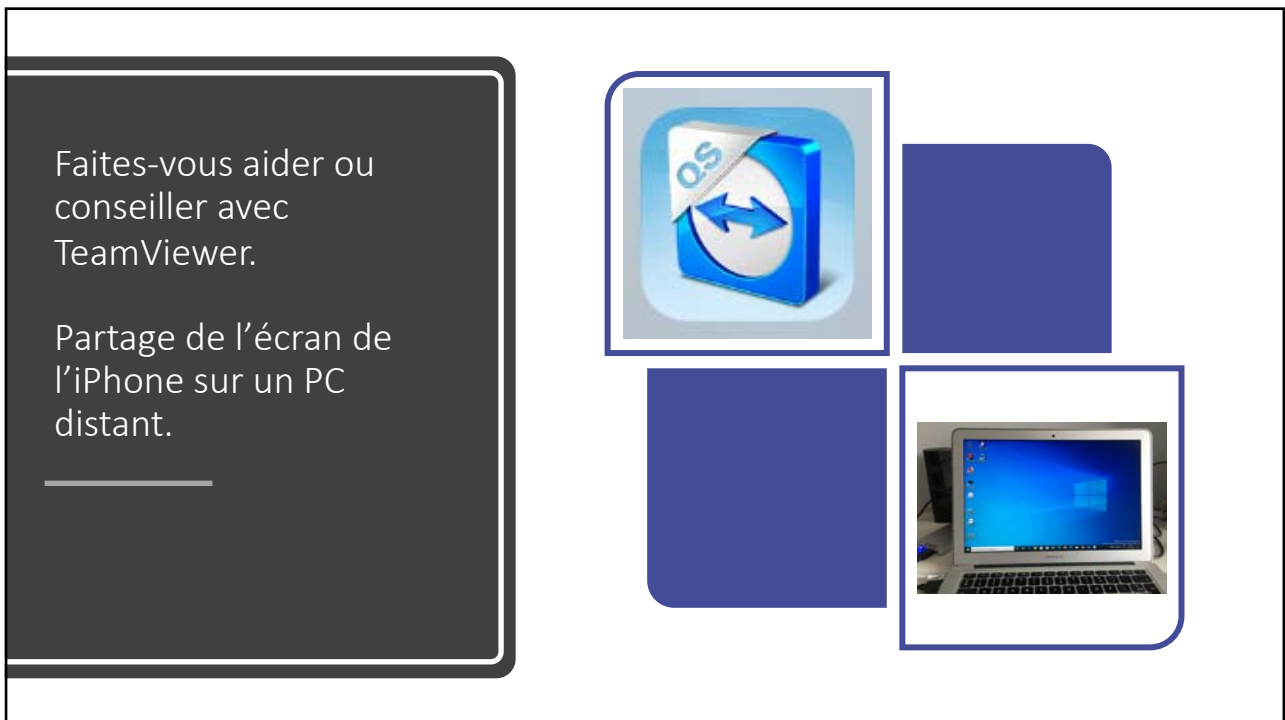 Faites-vous aider ou
conseiller avec
TeamViewer.
Partage de l’écran de
l’iPhone sur un PC
distant.
QS